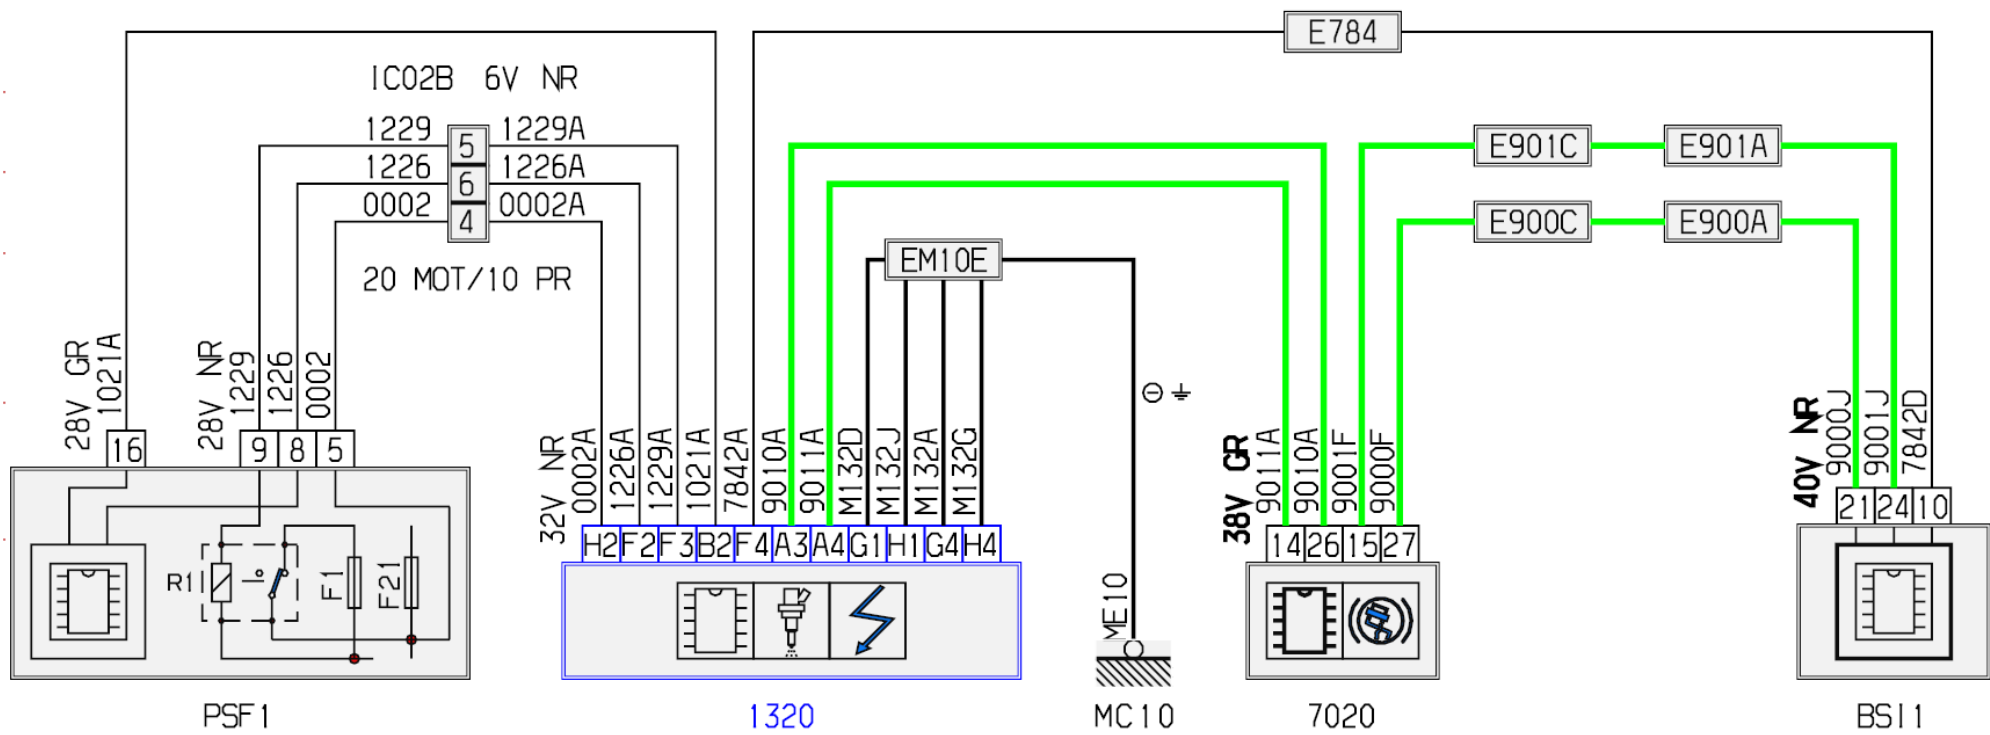 E784
IC02B 6V NR
1229 5 1229A
1226 6 1226A
0002 4 0002A
20 MOT/10 PR
E901C E901A
E900C E900A
EM10E
28V GR
1021A
28V NR
1229
1226
0002
32V NR
0002A
1226A
1229A
1021A
7842A
9010A
9011A
M132D
M132J
M132A
M132G
38V GR
9011A
9010A
9001F
9000F
40V NR
9000J
9001J
7842D
16 9 8 5
H2 F2 F3 B2 F4 A3 A4 G1 H1 G4 H4
14 26 15 27
21 24 10
R1 F1 F21
ME10
PSF1 1320 MC10 7020 BSI1